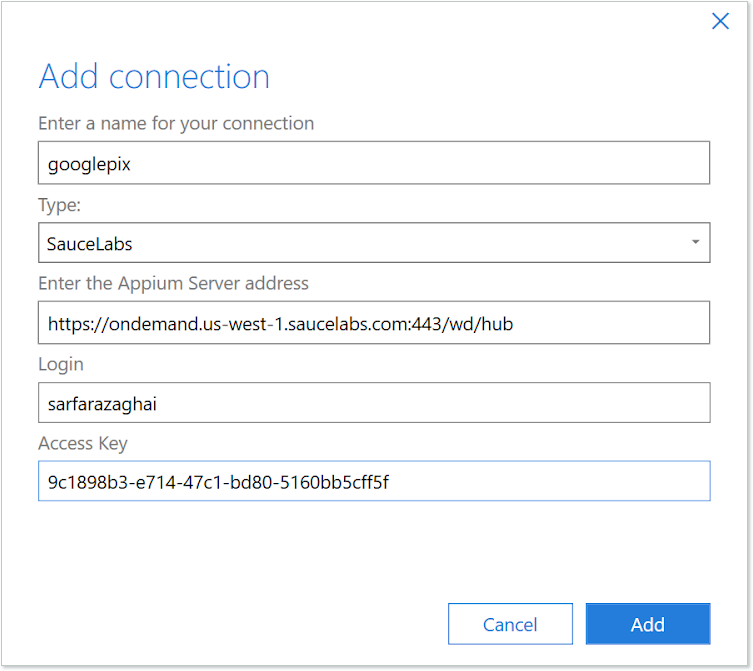 Add connection
Enter a name for your connection
googlepix
Type:
SauceLabs
Enter the Appium Server address
https://ondemand.us-west-1.saucelabs.com:443/wd/hub
Login
sarfarazaghai
Access Key
9c1898b3-e714-47c1-bd80-5160bb5cff5f
Cancel Add